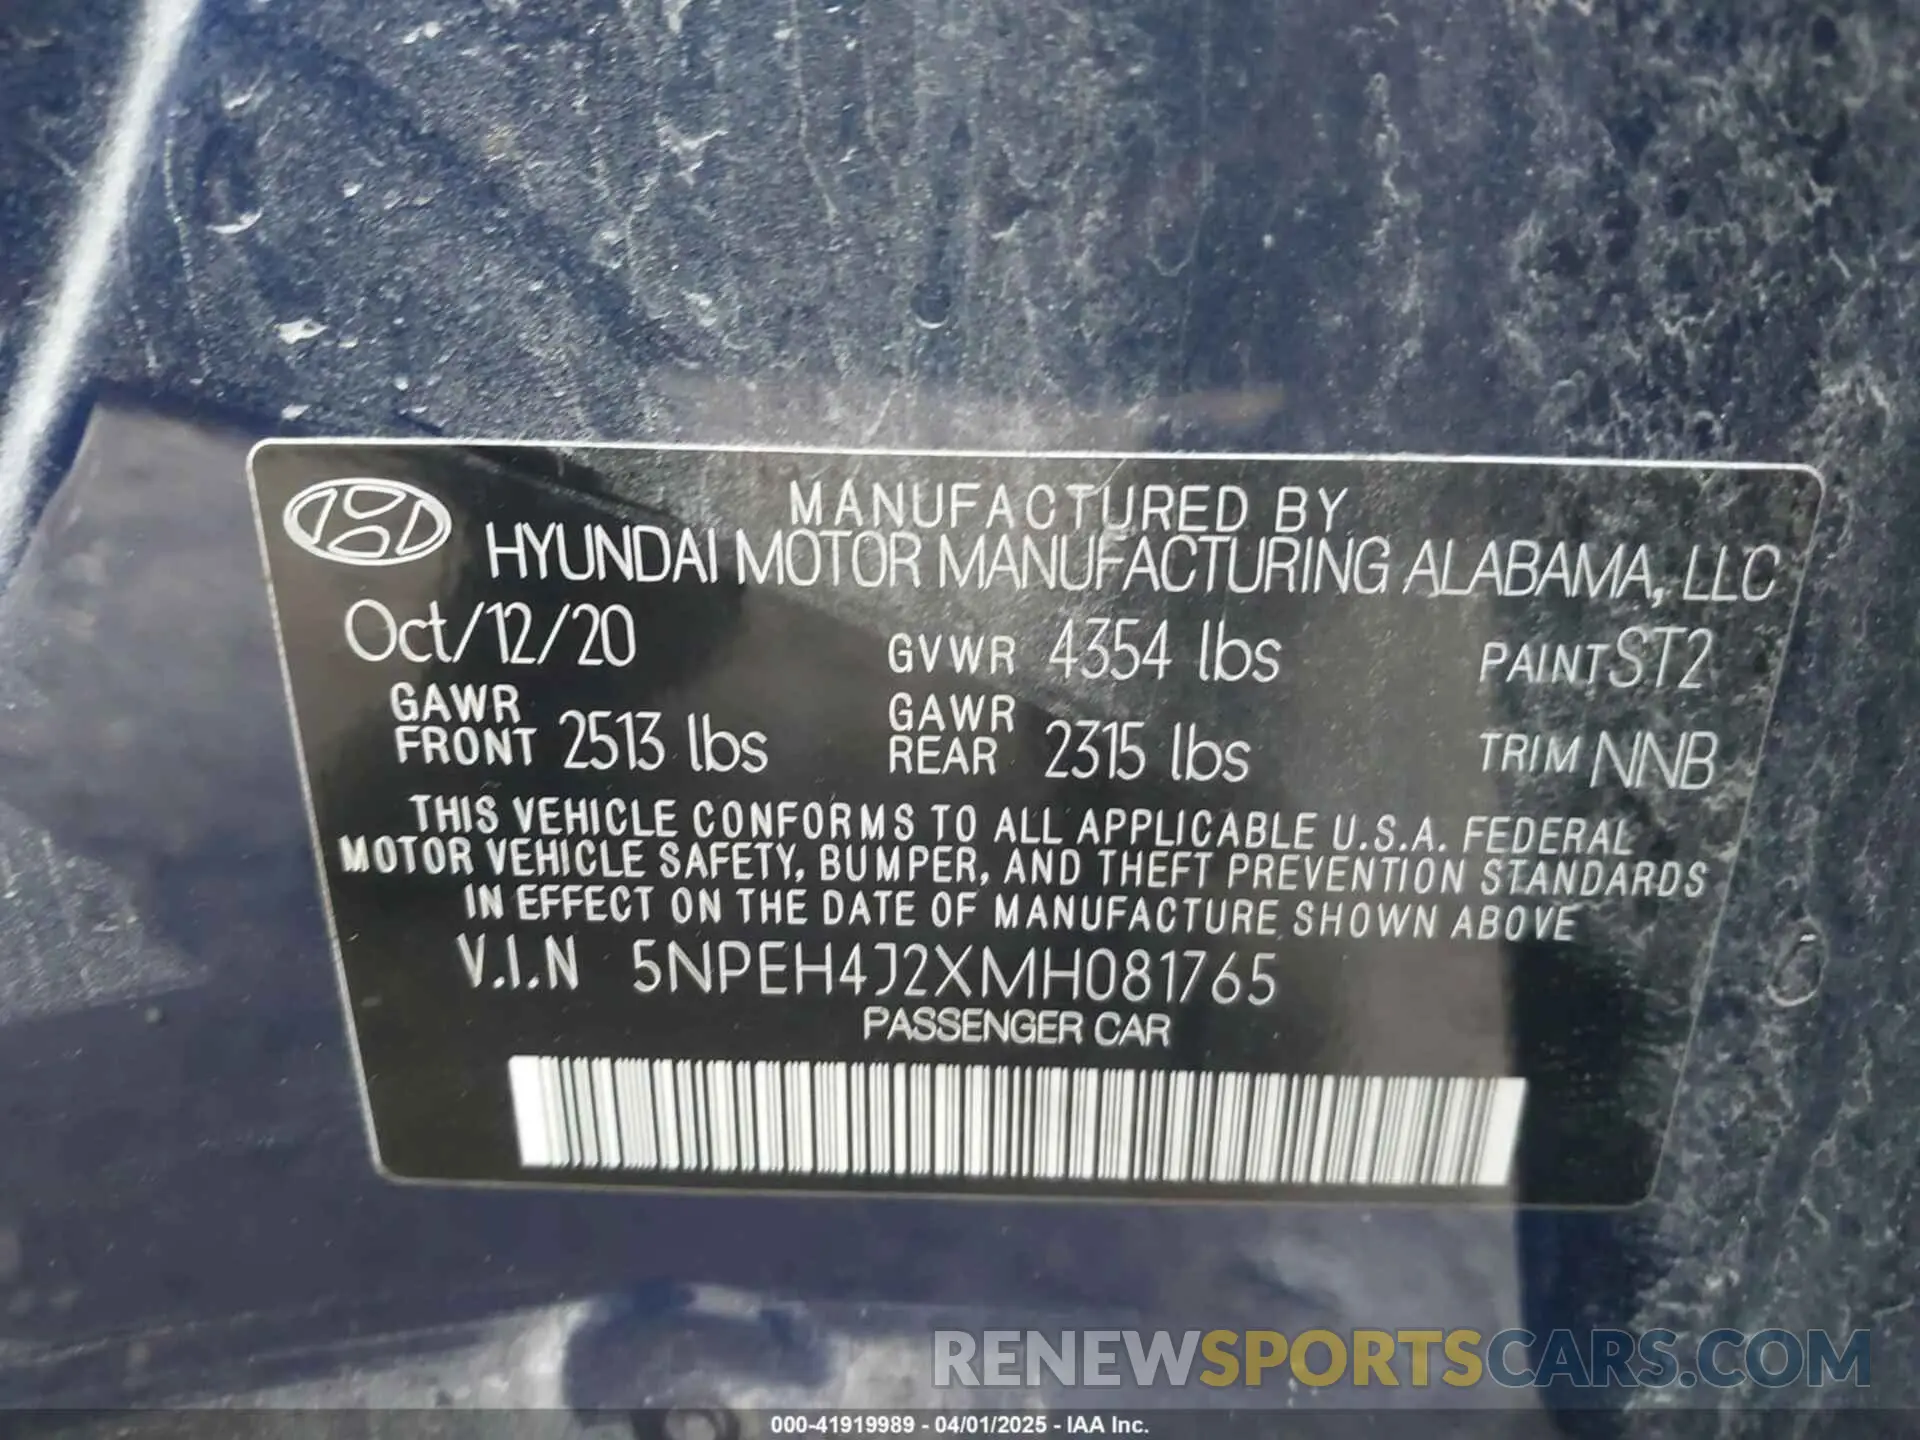 MANUFACTURED BY
HYUNDAI MOTOR MANUFACTURING ALABAMA, LLC
Oct/12/20 GVWR 4354 lbs PAINT ST2
GAWR FRONT 2513 lbs GAWR REAR 2315 lbs TRIM NNB
THIS VEHICLE CONFORMS TO ALL APPLICABLE U.S.A. FEDERAL
MOTOR VEHICLE SAFETY, BUMPER, AND THEFT PREVENTION STANDARDS
IN EFFECT ON THE DATE OF MANUFACTURE SHOWN ABOVE
V.I.N 5NPEH4J2XMH081765
PASSENGER CAR
RENEWSPORTSCARS.COM
000-41919989 - 04/01/2025 - IAA Inc.